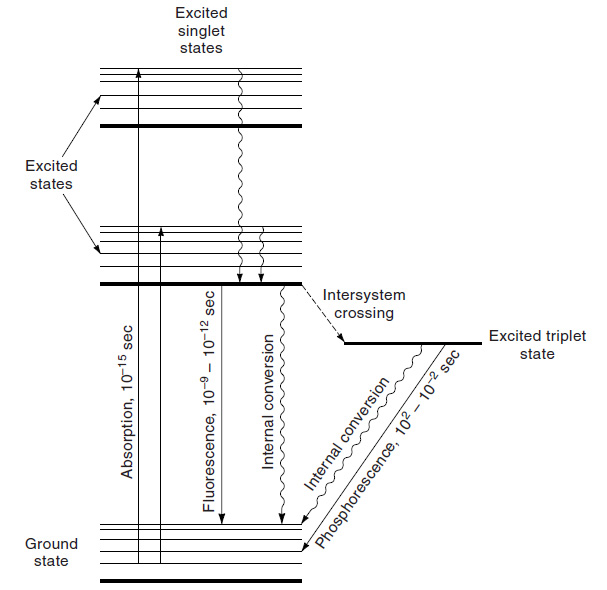 Excited
singlet
states
Excited
states
Intersystem
crossing
Excited triplet
state
Absorption, 10⁻¹⁵ sec
Fluorescence, 10⁻⁹ – 10⁻¹² sec
Internal conversion
Internal conversion
Phosphorescence, 10² – 10⁻² sec
Ground
state